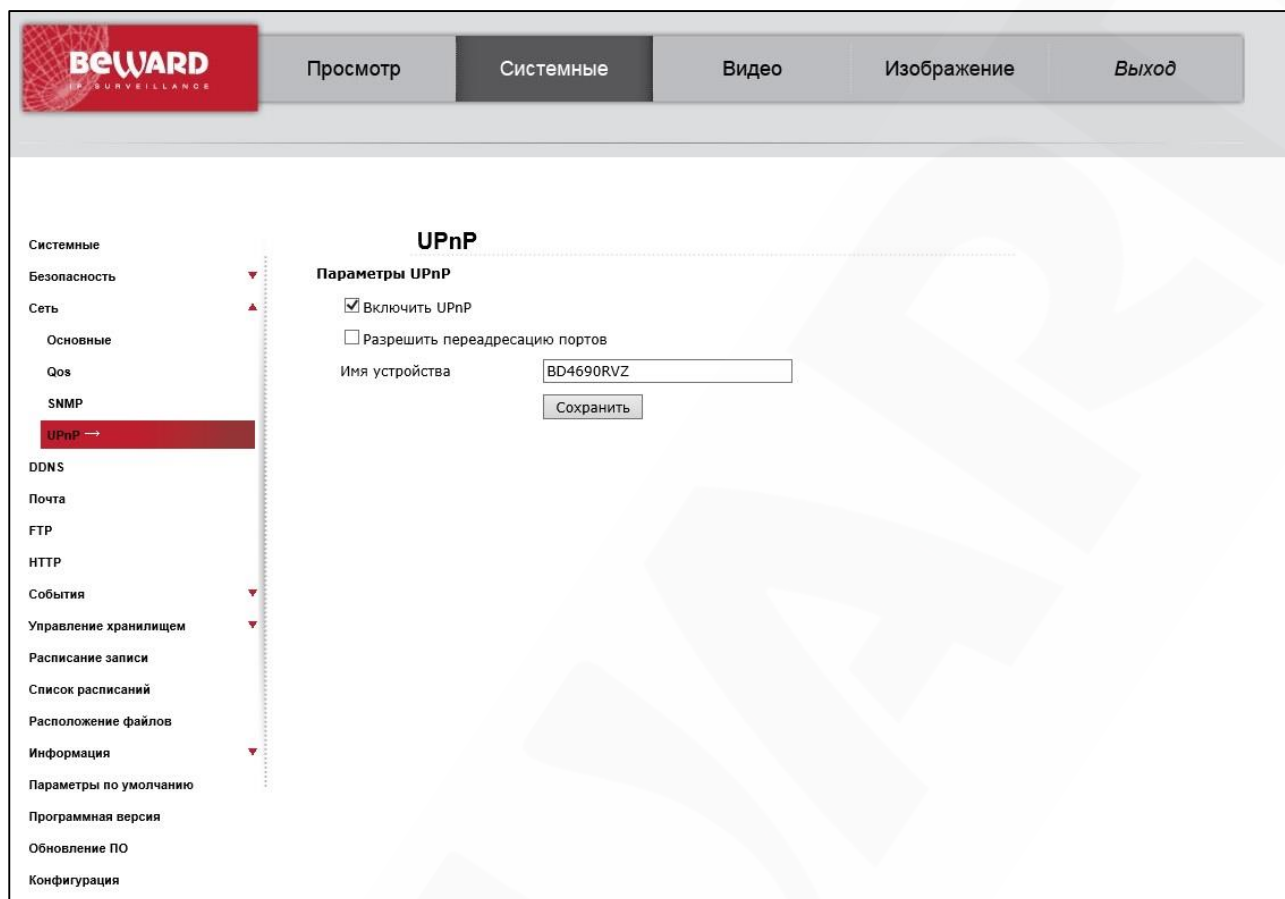 BEWARD
IP SURVEILLANCE
Просмотр
Системные
Видео
Изображение
Выход
Системные
Безопасность
Сеть
Основные
Qos
SNMP
UPnP →
DDNS
Почта
FTP
HTTP
События
Управление хранилищем
Расписание записи
Список расписаний
Расположение файлов
Информация
Параметры по умолчанию
Программная версия
Обновление ПО
Конфигурация
UPnP
Параметры UPnP
Включить UPnP
Разрешить переадресацию портов
Имя устройства BD4690RVZ
Сохранить